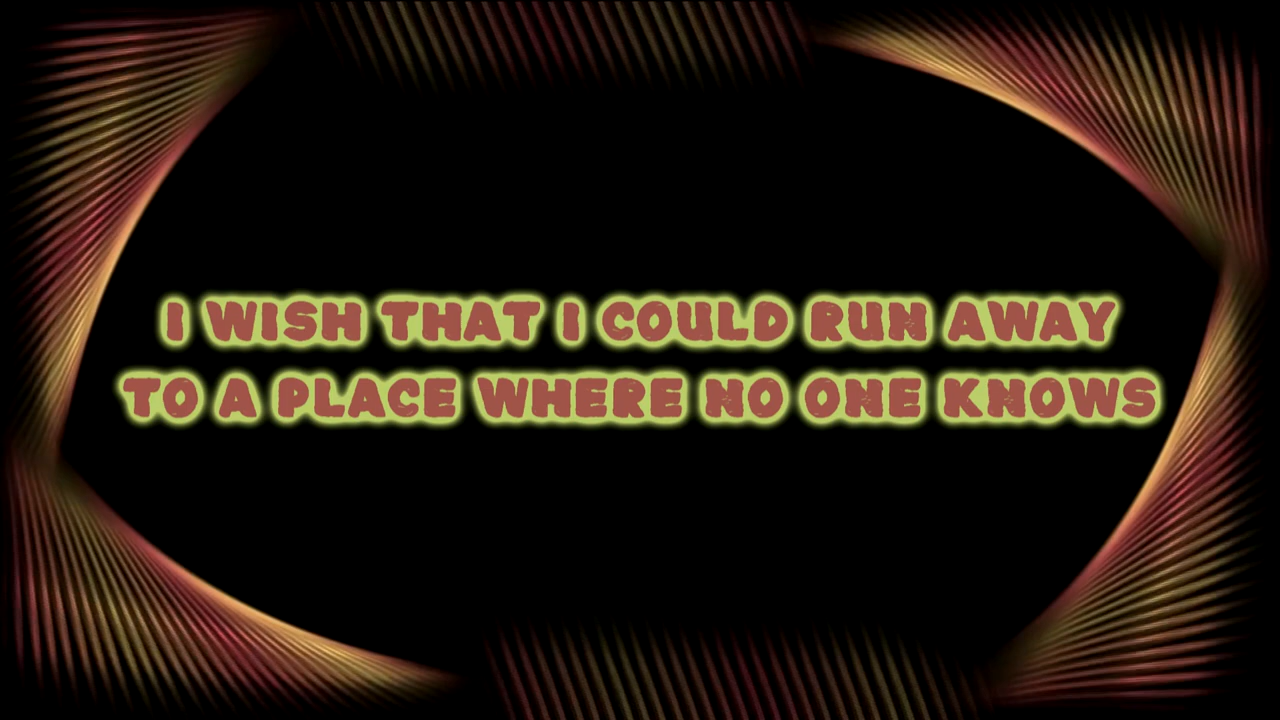 I WISH THAT I COULD RUN AWAY
TO A PLACE WHERE NO ONE KNOWS